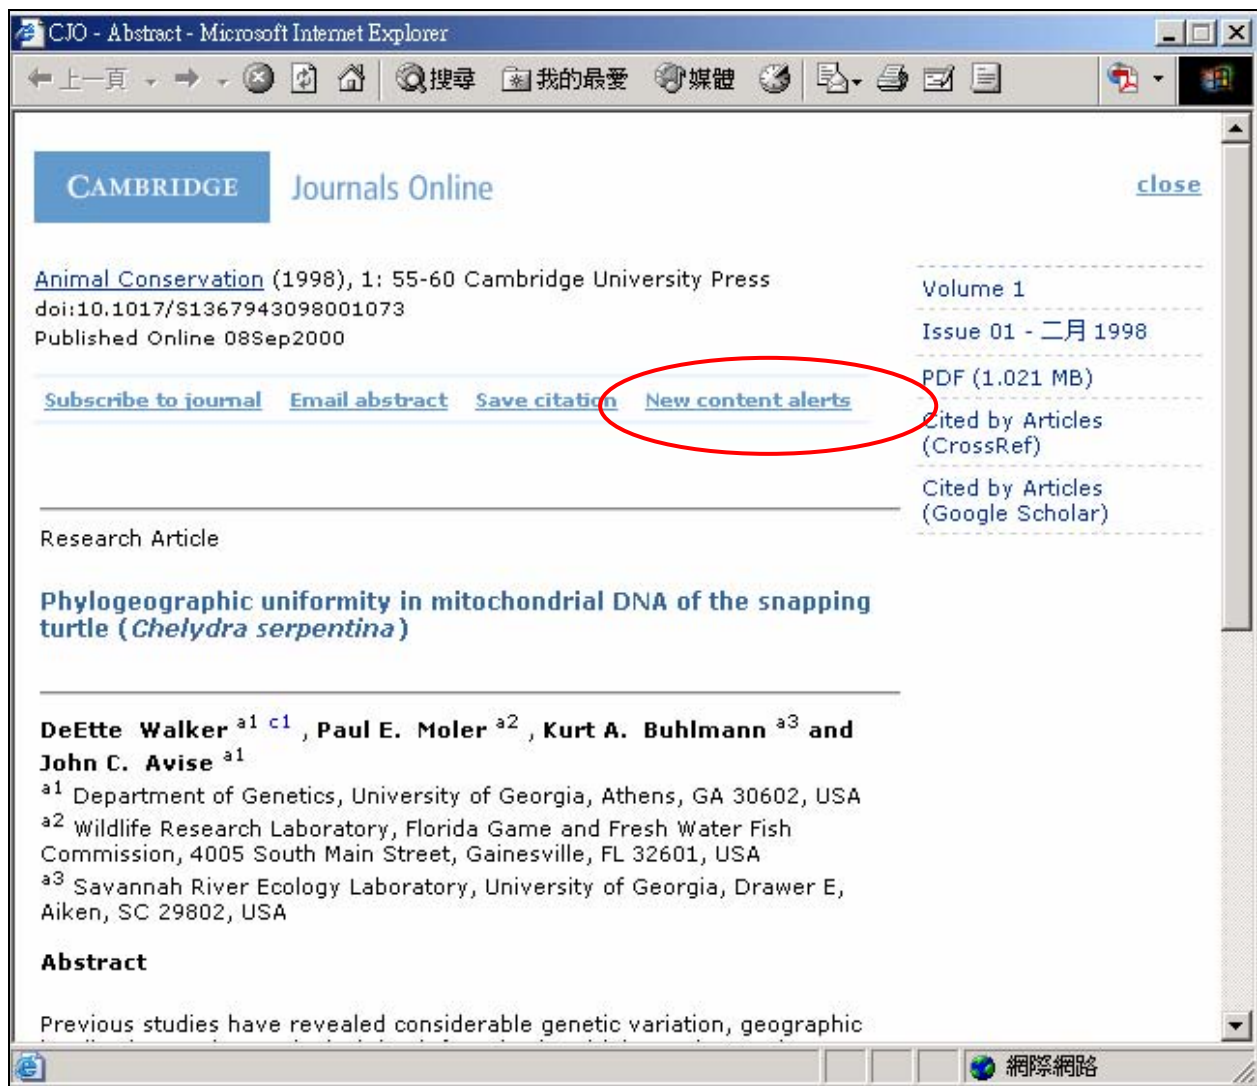 CJO - Abstract - Microsoft Internet Explorer
上一頁 搜尋 我的最愛 媒體
CAMBRIDGE Journals Online
close
Animal Conservation (1998), 1: 55-60 Cambridge University Press
doi:10.1017/S1367943098001073
Published Online 08Sep2000
Subscribe to journal Email abstract Save citation New content alerts
Volume 1
Issue 01 - 二月 1998
PDF (1.021 MB)
Cited by Articles
(CrossRef)
Cited by Articles
(Google Scholar)
Research Article
Phylogeographic uniformity in mitochondrial DNA of the snapping
turtle (Chelydra serpentina)
DeEtte Walker a1 c1 , Paul E. Moler a2 , Kurt A. Buhlmann a3 and
John C. Avise a1
a1 Department of Genetics, University of Georgia, Athens, GA 30602, USA
a2 Wildlife Research Laboratory, Florida Game and Fresh Water Fish
Commission, 4005 South Main Street, Gainesville, FL 32601, USA
a3 Savannah River Ecology Laboratory, University of Georgia, Drawer E,
Aiken, SC 29802, USA
Abstract
Previous studies have revealed considerable genetic variation, geographic
網際網路